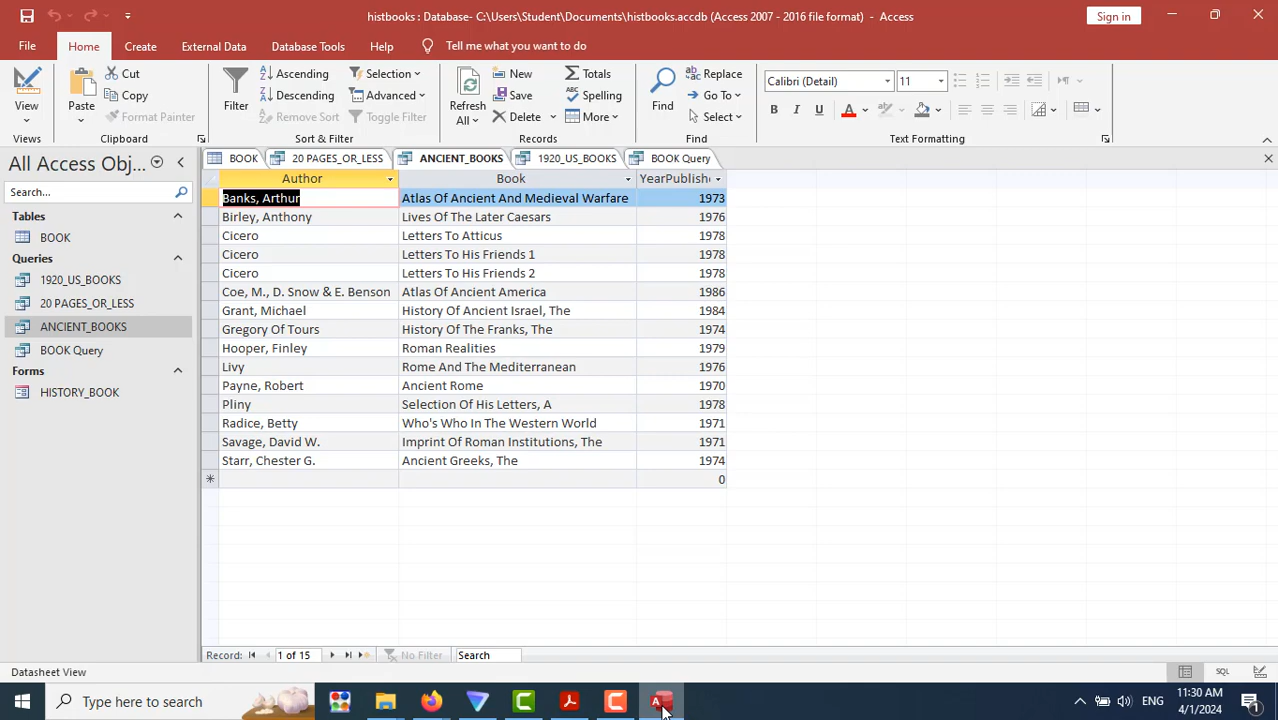 histbooks : Database- C:\Users\Student\Documents\histbooks.accdb (Access 2007 - 2016 file format) - Access
Sign in
File Home Create External Data Database Tools Help Tell me what you want to do
View
Views
Paste
Cut
Copy
Format Painter
Clipboard
Filter
Ascending
Descending
Remove Sort
Selection
Advanced
Toggle Filter
Sort & Filter
Refresh All
New
Save
Delete
Totals
Spelling
More
Records
Find
Replace
Go To
Select
Find
Calibri (Detail) 11
B I U A
Text Formatting
All Access Obj...
Search...
Tables
BOOK
Queries
1920_US_BOOKS
20 PAGES_OR_LESS
ANCIENT_BOOKS
BOOK Query
Forms
HISTORY_BOOK
BOOK 20 PAGES_OR_LESS ANCIENT_BOOKS 1920_US_BOOKS BOOK Query
Author Book YearPublish
Banks, Arthur Atlas Of Ancient And Medieval Warfare 1973
Birley, Anthony Lives Of The Later Caesars 1976
Cicero Letters To Atticus 1978
Cicero Letters To His Friends 1 1978
Cicero Letters To His Friends 2 1978
Coe, M., D. Snow & E. Benson Atlas Of Ancient America 1986
Grant, Michael History Of Ancient Israel, The 1984
Gregory Of Tours History Of The Franks, The 1974
Hooper, Finley Roman Realities 1979
Livy Rome And The Mediterranean 1976
Payne, Robert Ancient Rome 1970
Pliny Selection Of His Letters, A 1978
Radice, Betty Who's Who In The Western World 1971
Savage, David W. Imprint Of Roman Institutions, The 1971
Starr, Chester G. Ancient Greeks, The 1974
0
Record: 1 of 15 No Filter Search
Datasheet View SQL
Type here to search
ENG
11:30 AM
4/1/2024
1